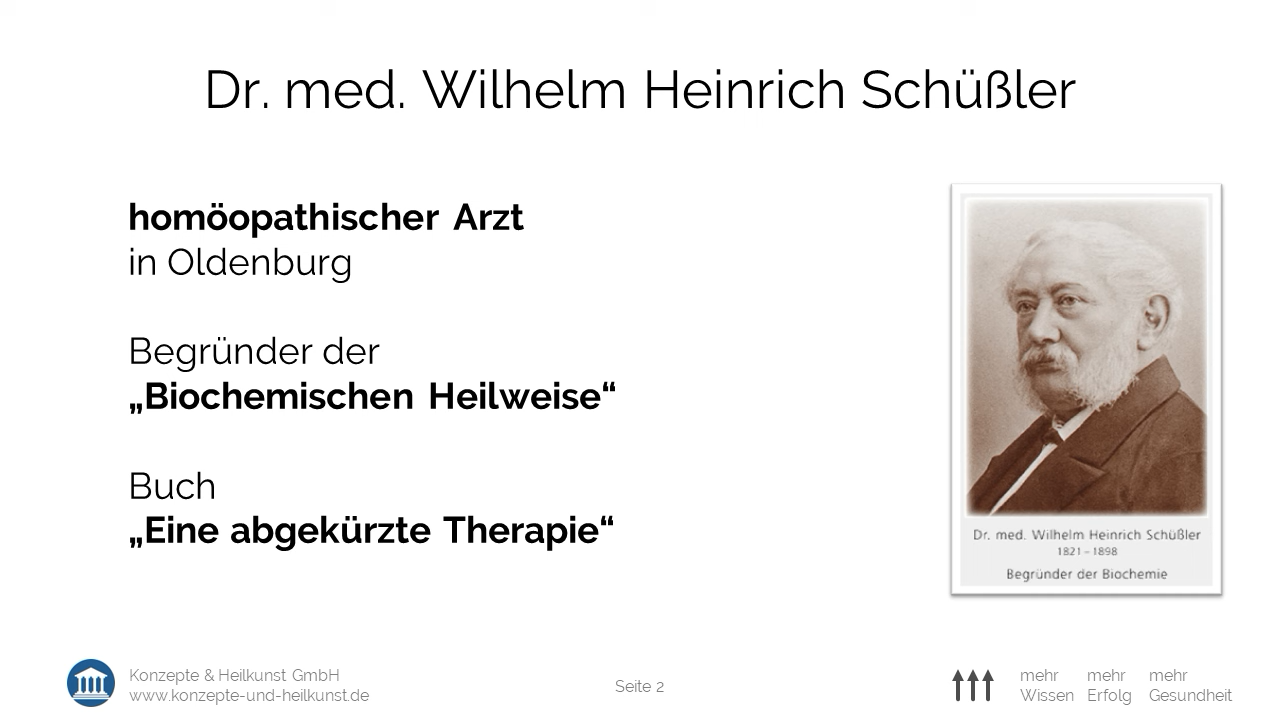 Dr. med. Wilhelm Heinrich Schüßler
homöopathischer Arzt
in Oldenburg
Begründer der
„Biochemischen Heilweise“
Buch
„Eine abgekürzte Therapie“
Dr. med. Wilhelm Heinrich Schüßler
1821 – 1898
Begründer der Biochemie
Konzepte & Heilkunst GmbH
www.konzepte-und-heilkunst.de
Seite 2
mehr Wissen
mehr Erfolg
mehr Gesundheit